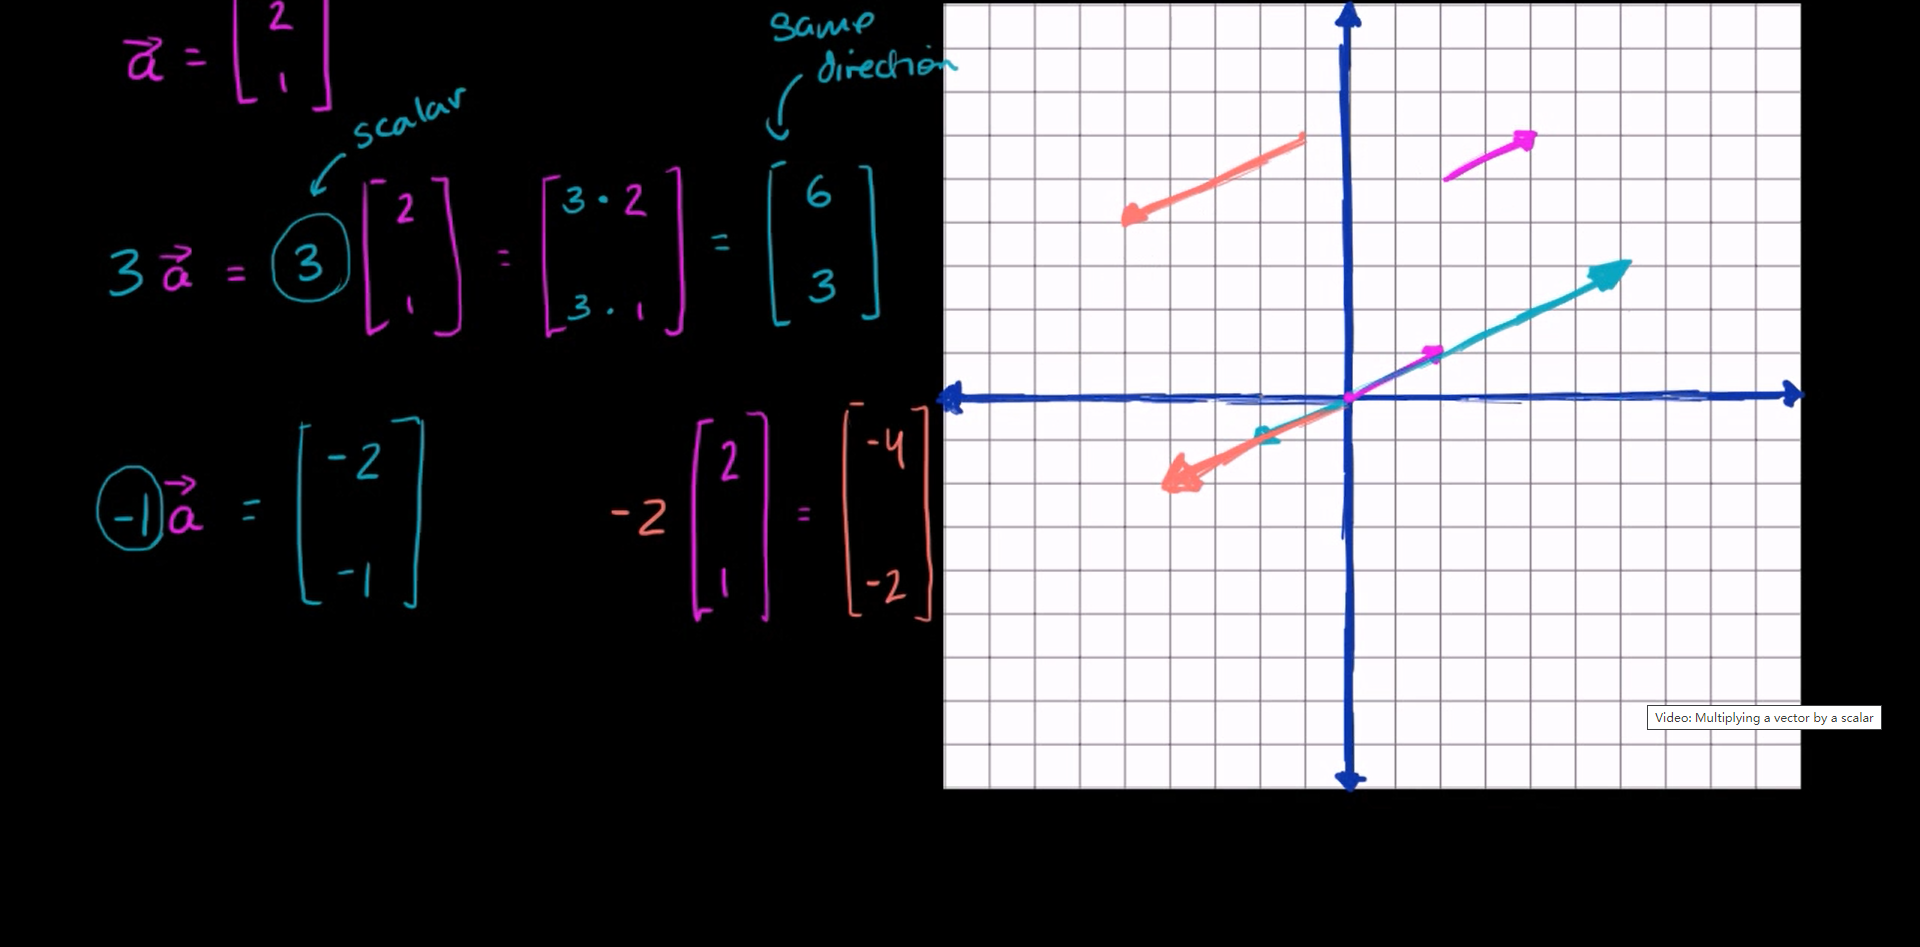 a⃗ = [2 1]
same
direction
scalar
3 a⃗ = 3 [2 1] = [3 · 2 3 · 1] = [6 3]
-1 a⃗ = [-2 -1]
-2 [2 1] = [-4 -2]
Video: Multiplying a vector by a scalar